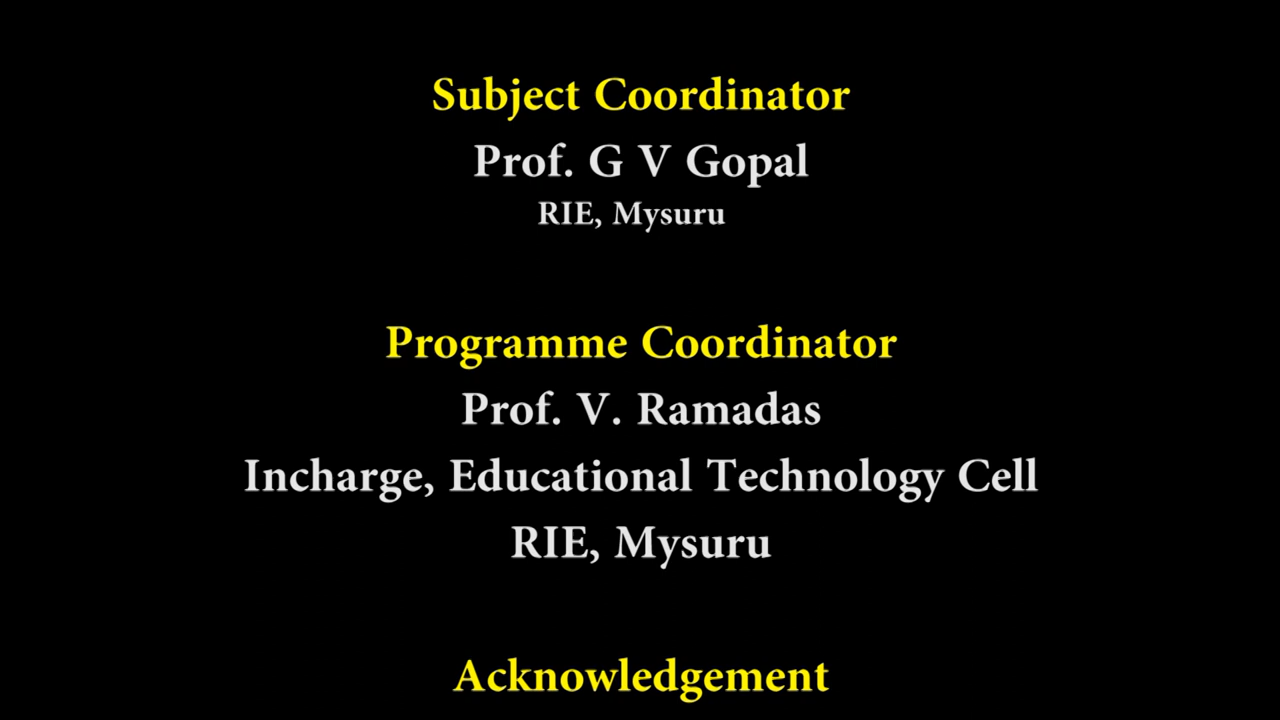 Subject Coordinator
Prof. G V Gopal
RIE, Mysuru
Programme Coordinator
Prof. V. Ramadas
Incharge, Educational Technology Cell
RIE, Mysuru
Acknowledgement